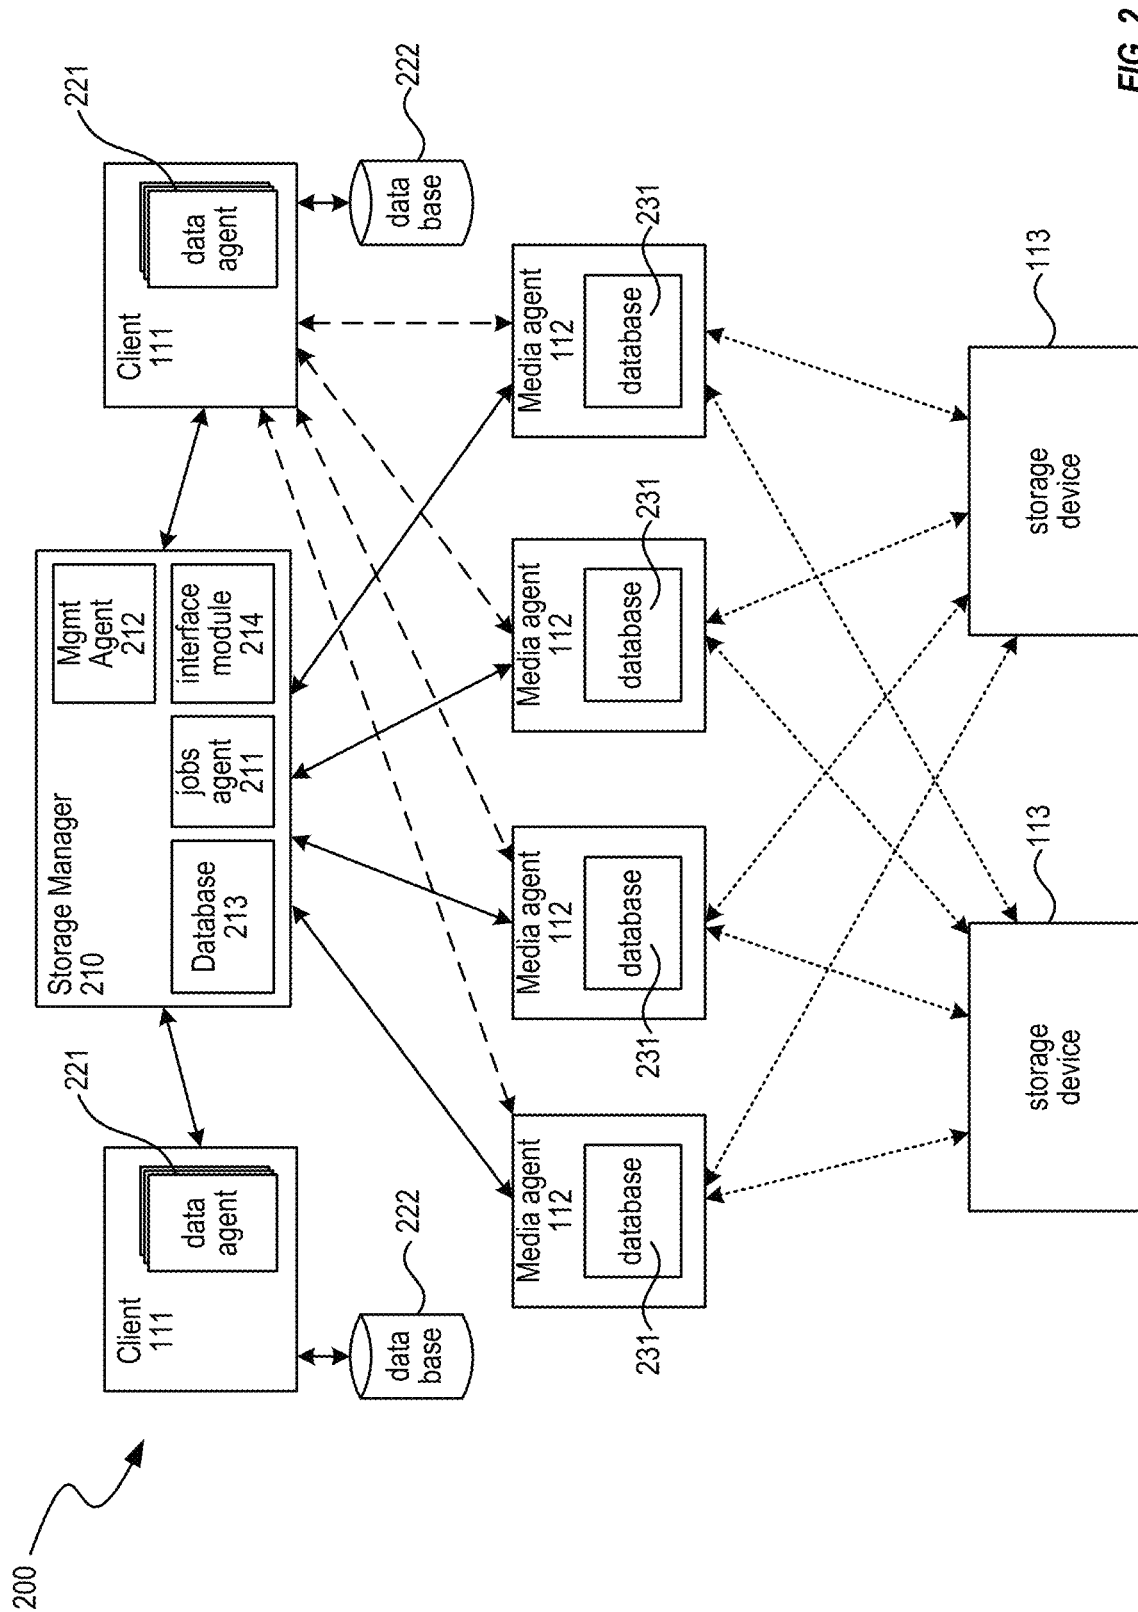 200
Client
111
data
agent
221
data
base
222
Storage Manager
210
Database
213
jobs
agent
211
Mgmt
Agent
212
interface
module
214
Client
111
data
agent
221
data
base
222
Media agent
112
database
231
Media agent
112
database
231
Media agent
112
database
231
Media agent
112
database
231
storage
device
113
storage
device
113
FIG. 2